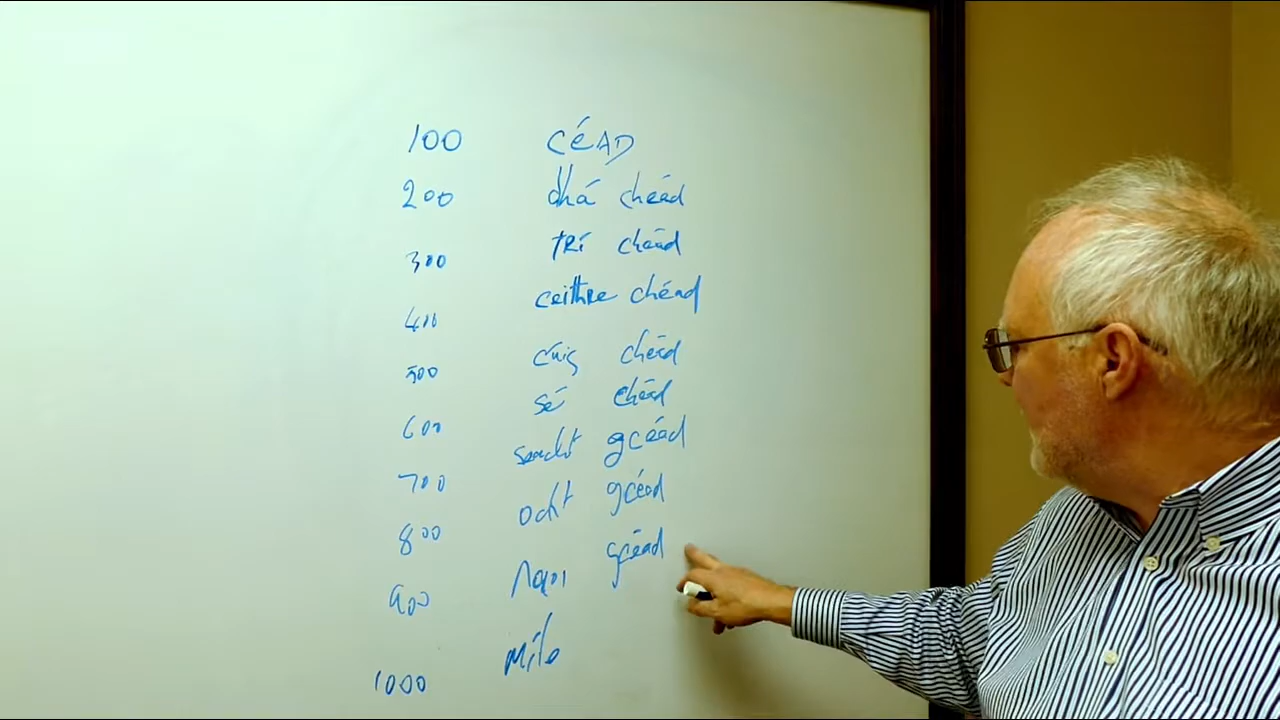 100 CÉAD
200 dhá chéad
300 trí chéad
400 ceithre chéad
500 cúig chéad
600 sé chéad
700 seacht gcéad
800 ocht gcéad
900 naoi gcéad
1000 míle